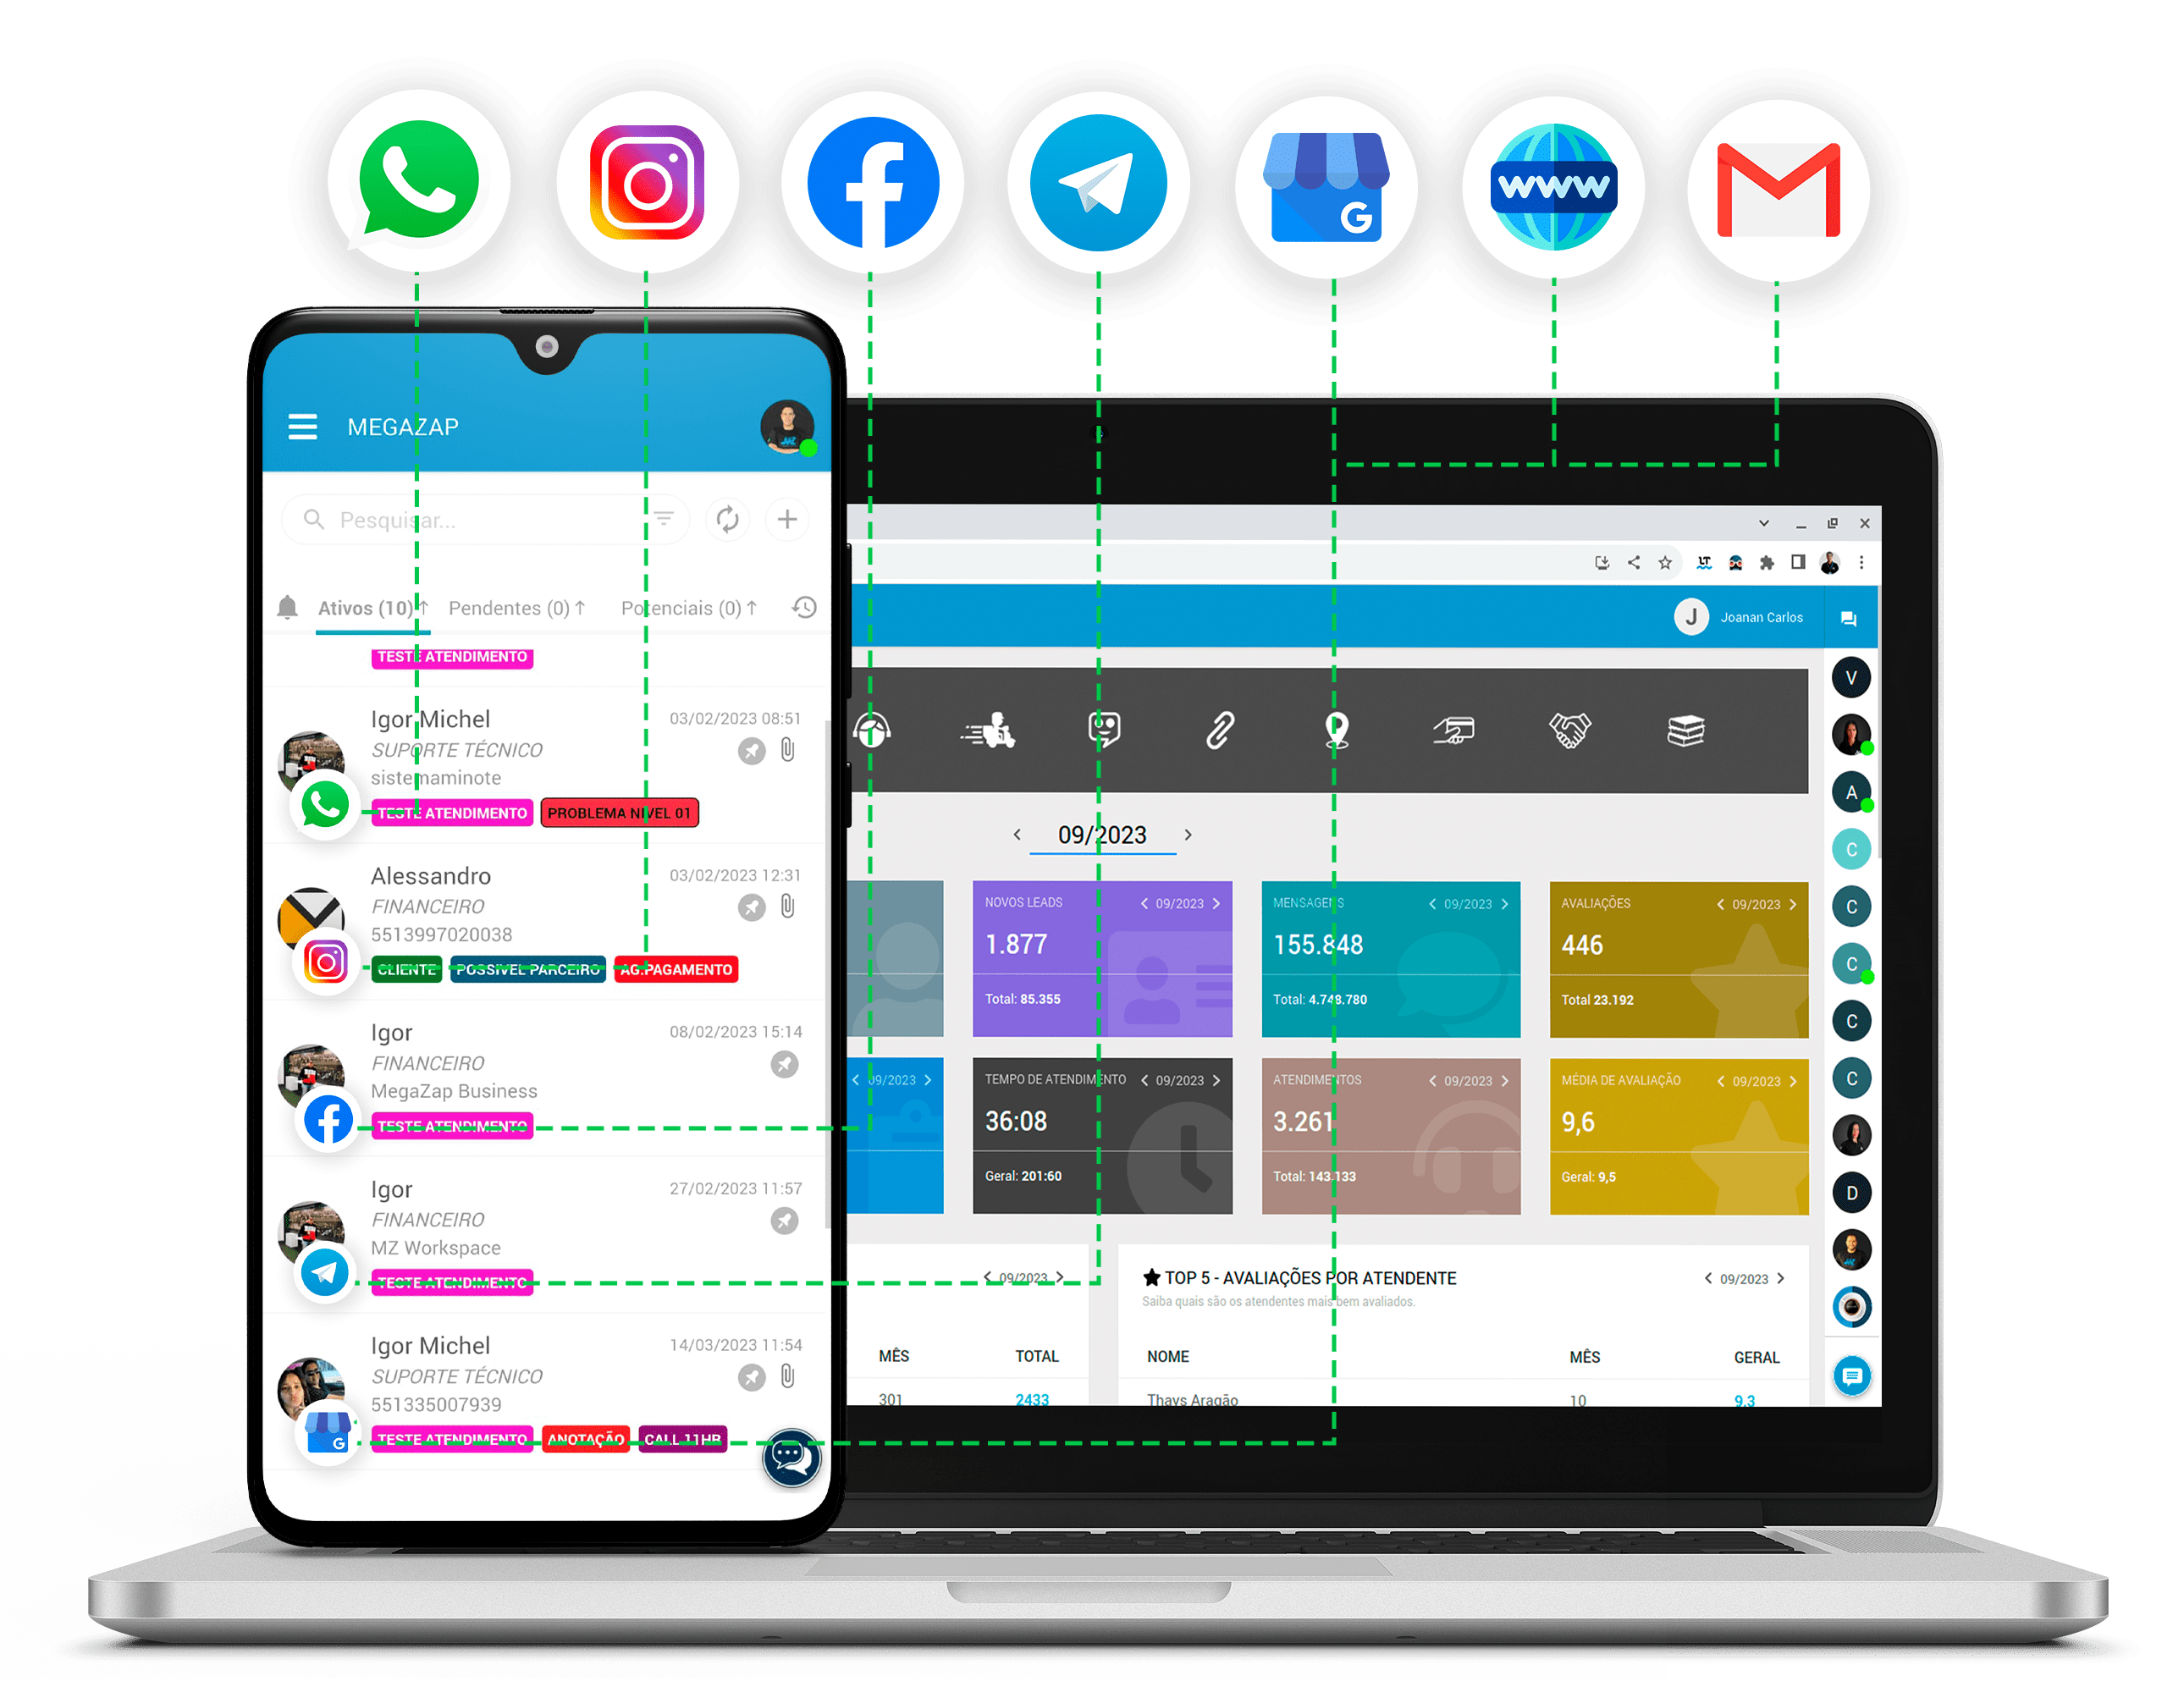 www
G
MEGAZAP
Pesquisar...
Ativos (10) ↑ Pendentes (0) ↑ Potenciais (0) ↑
TESTE ATENDIMENTO
Igor Michel 03/02/2023 08:51
SUPORTE TÉCNICO
sistemaminote
TESTE ATENDIMENTO PROBLEMA NIVEL 01
Alessandro 03/02/2023 12:31
FINANCEIRO
5513997020038
CLIENTE POSSIVEL PARCEIRO AG.PAGAMENTO
Igor 08/02/2023 15:14
FINANCEIRO
MegaZap Business
TESTE ATENDIMENTO
Igor 27/02/2023 11:57
FINANCEIRO
MZ Workspace
TESTE ATENDIMENTO
Igor Michel 14/03/2023 11:54
SUPORTE TÉCNICO
551335007939
G
TESTE ATENDIMENTO ANOTAÇÃO CALL 11HR
LT
J Joanan Carlos
09/2023
NOVOS LEADS 09/2023
1.877
Total: 85.355
MENSAGENS 09/2023
155.848
Total: 4.748.780
AVALIAÇÕES 09/2023
446
Total 23.192
09/2023
TEMPO DE ATENDIMENTO 09/2023
36:08
Geral: 201:60
ATENDIMENTOS 09/2023
3.261
Total: 143.133
MÉDIA DE AVALIAÇÃO 09/2023
9,6
Geral: 9,5
09/2023
MÊS TOTAL
301 2433
TOP 5 - AVALIAÇÕES POR ATENDENTE 09/2023
Saiba quais são os atendentes mais bem avaliados.
NOME MÊS GERAL
Thays Aragão 10 9.3
V
A
C
C
C
C
C
D